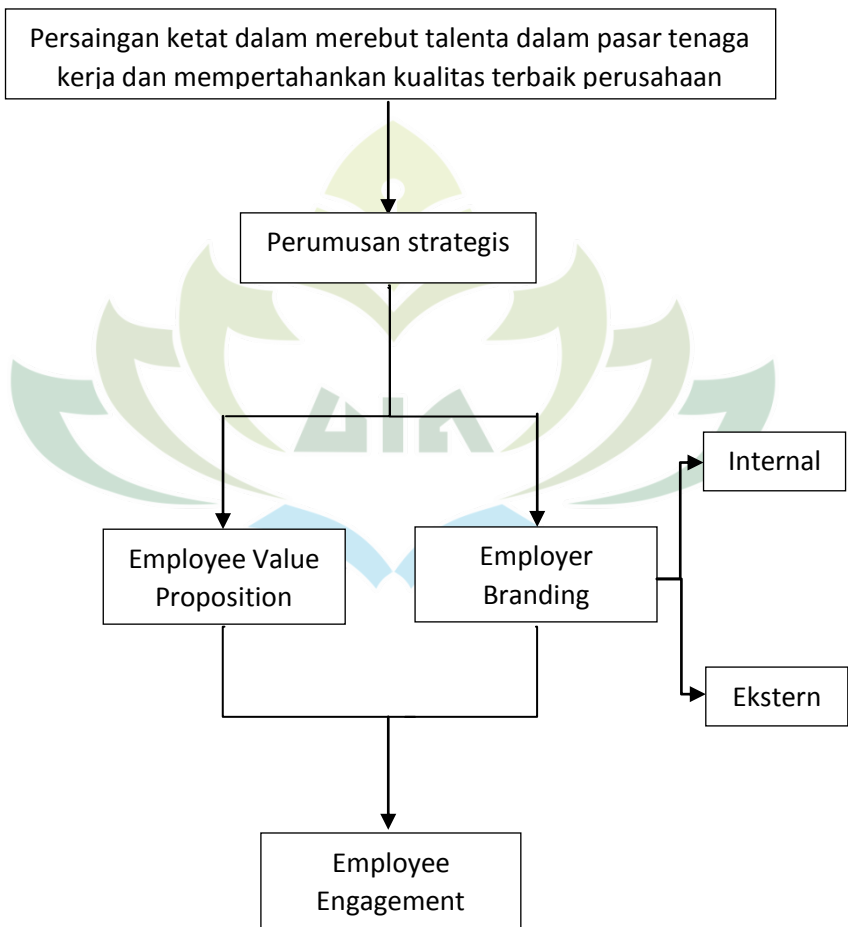 Persaingan ketat dalam merebut talenta dalam pasar tenaga
kerja dan mempertahankan kualitas terbaik perusahaan
Perumusan strategis
UIN
Internal
Employee Value
Proposition
Employer
Branding
Ekstern
Employee
Engagement